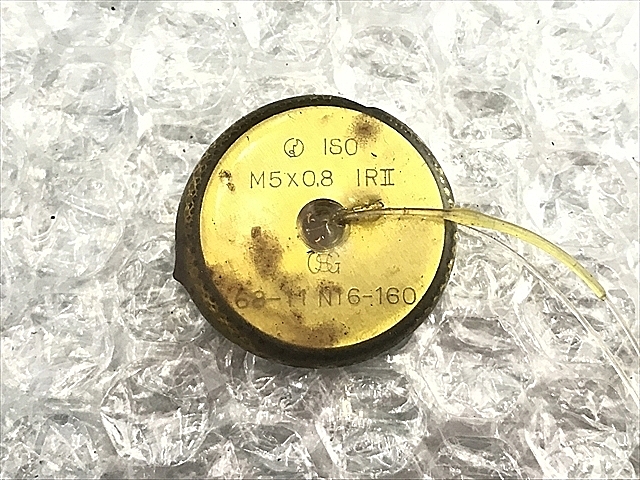 ISO
M5×0.8 IRⅡ
OSG
68-11 N16-160